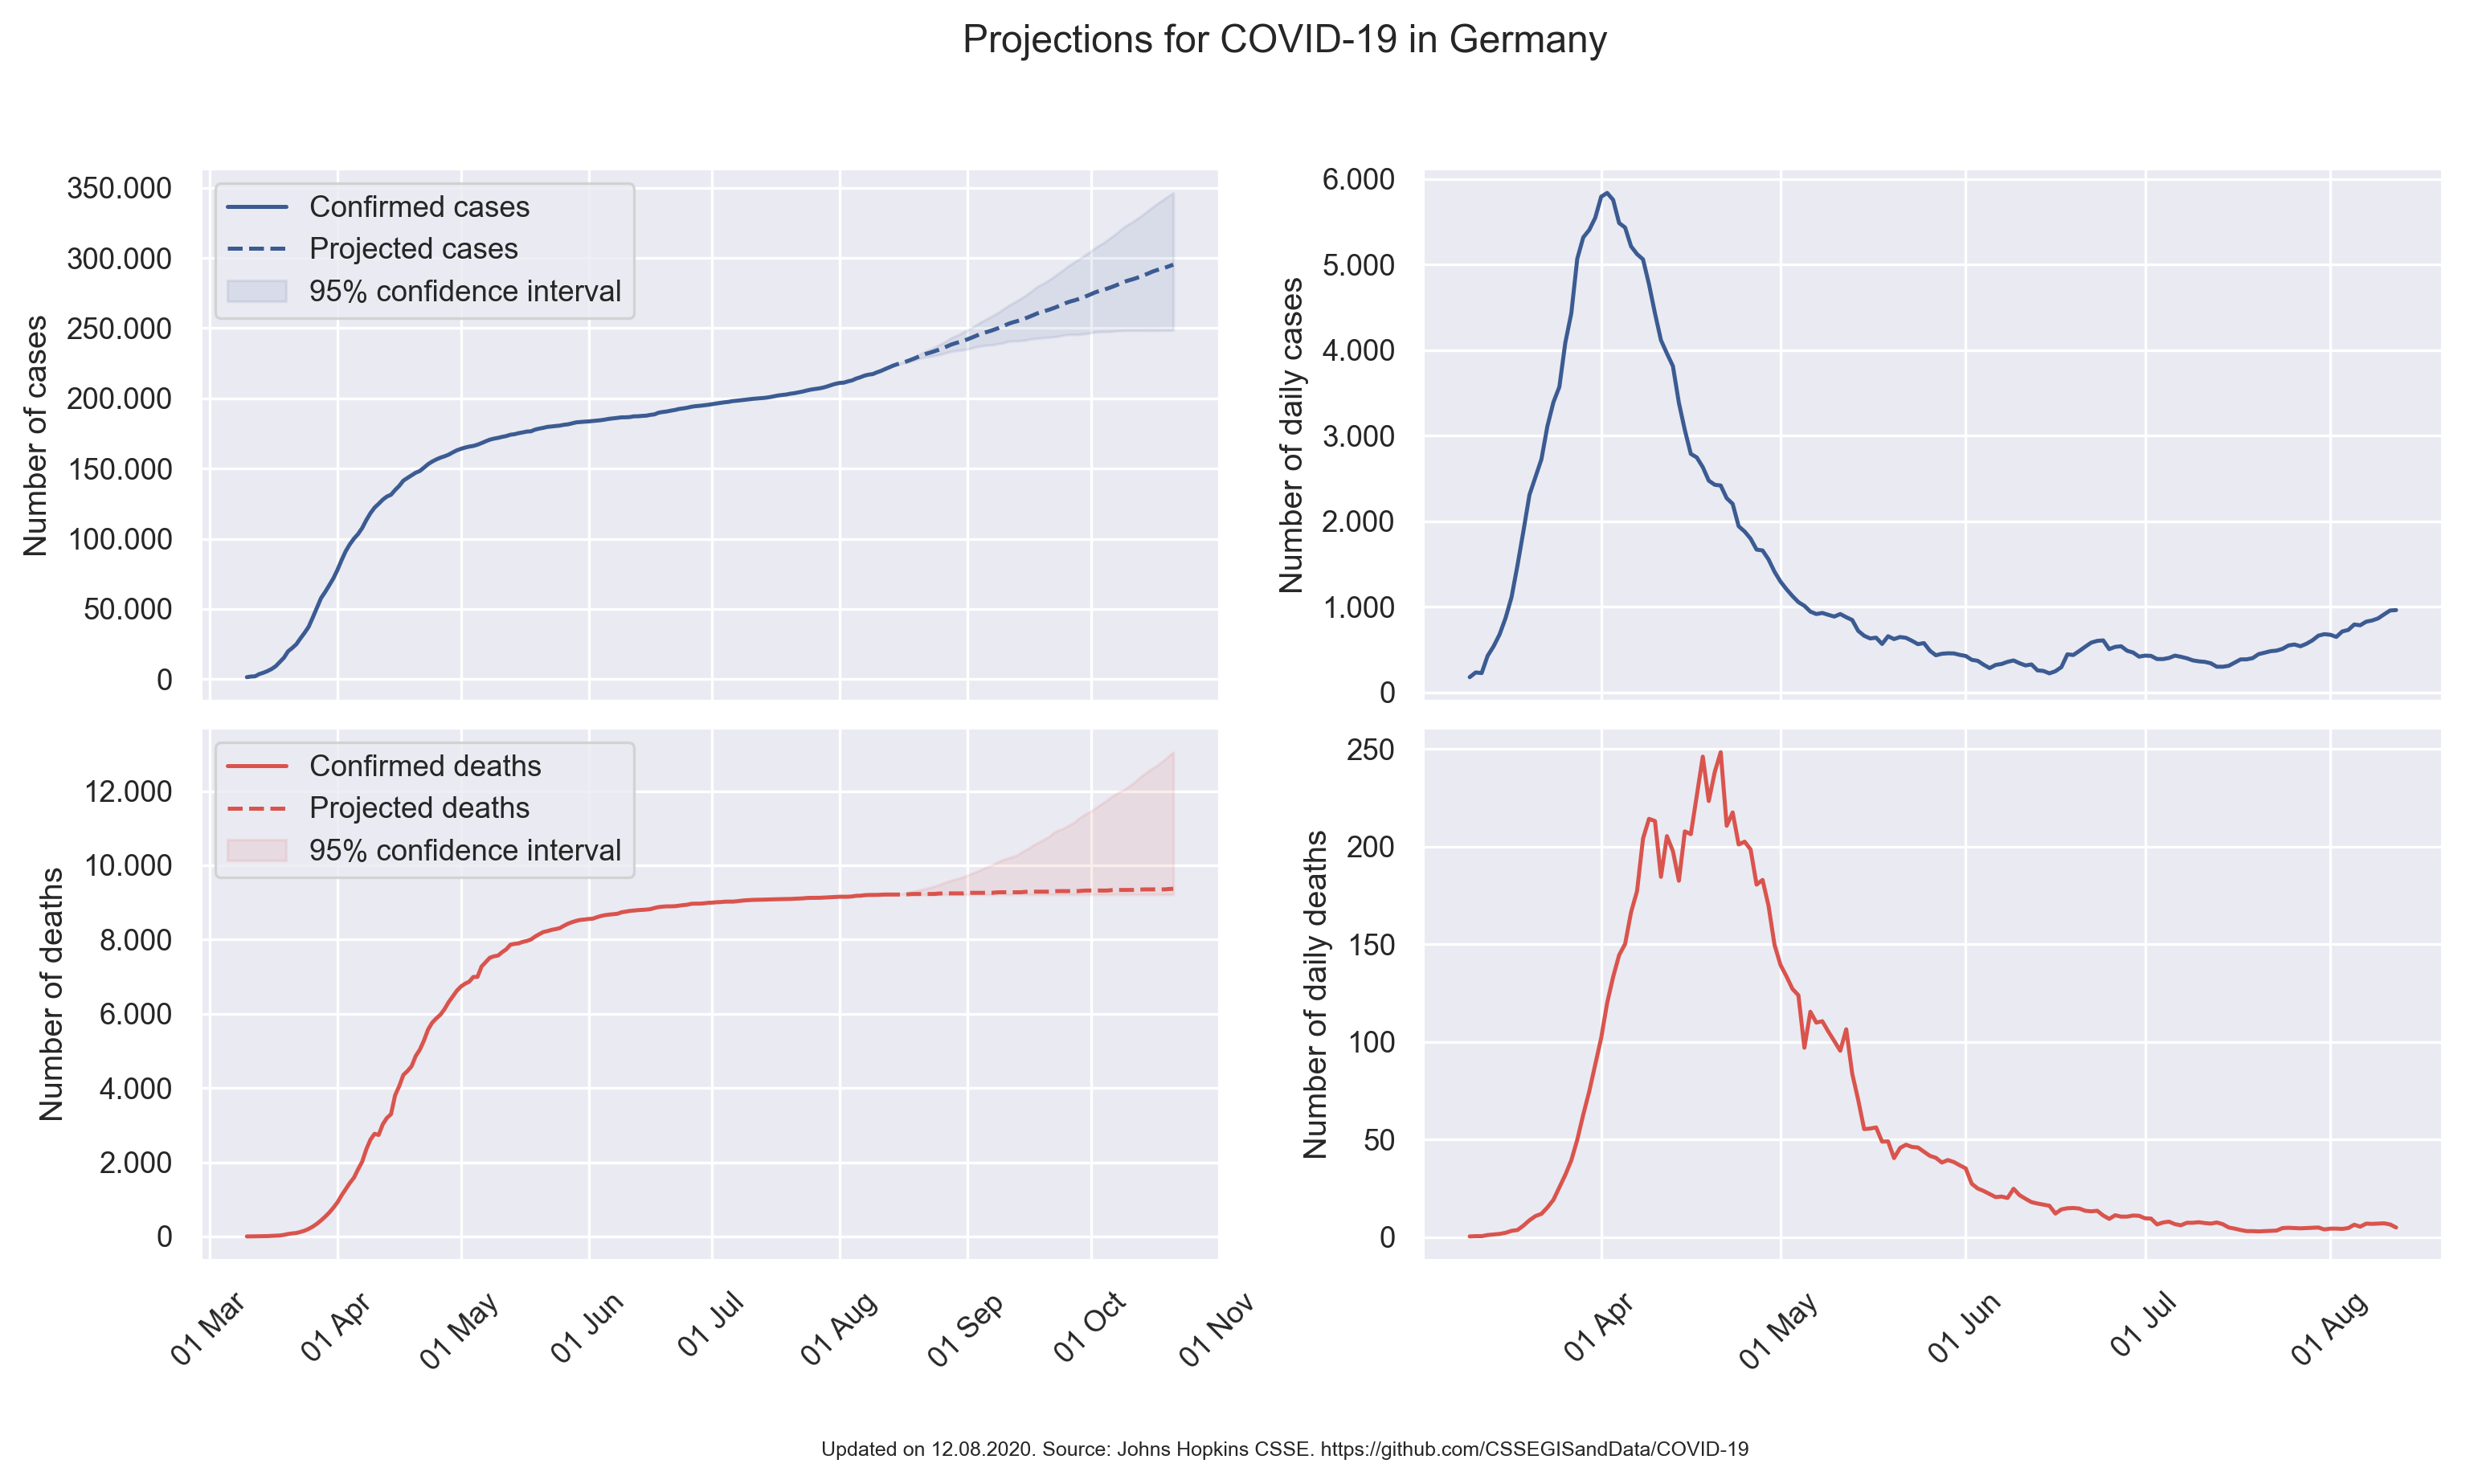 Projections for COVID-19 in Germany
350.000
300.000
250.000
200.000
150.000
100.000
50.000
0
Number of cases
Confirmed cases
Projected cases
95% confidence interval
6.000
5.000
4.000
3.000
2.000
1.000
0
Number of daily cases
12.000
10.000
8.000
6.000
4.000
2.000
0
Number of deaths
Confirmed deaths
Projected deaths
95% confidence interval
01 Mar
01 Apr
01 May
01 Jun
01 Jul
01 Aug
01 Sep
01 Oct
01 Nov
250
200
150
100
50
0
Number of daily deaths
01 Apr
01 May
01 Jun
01 Jul
01 Aug
Updated on 12.08.2020. Source: Johns Hopkins CSSE. https://github.com/CSSEGISandData/COVID-19